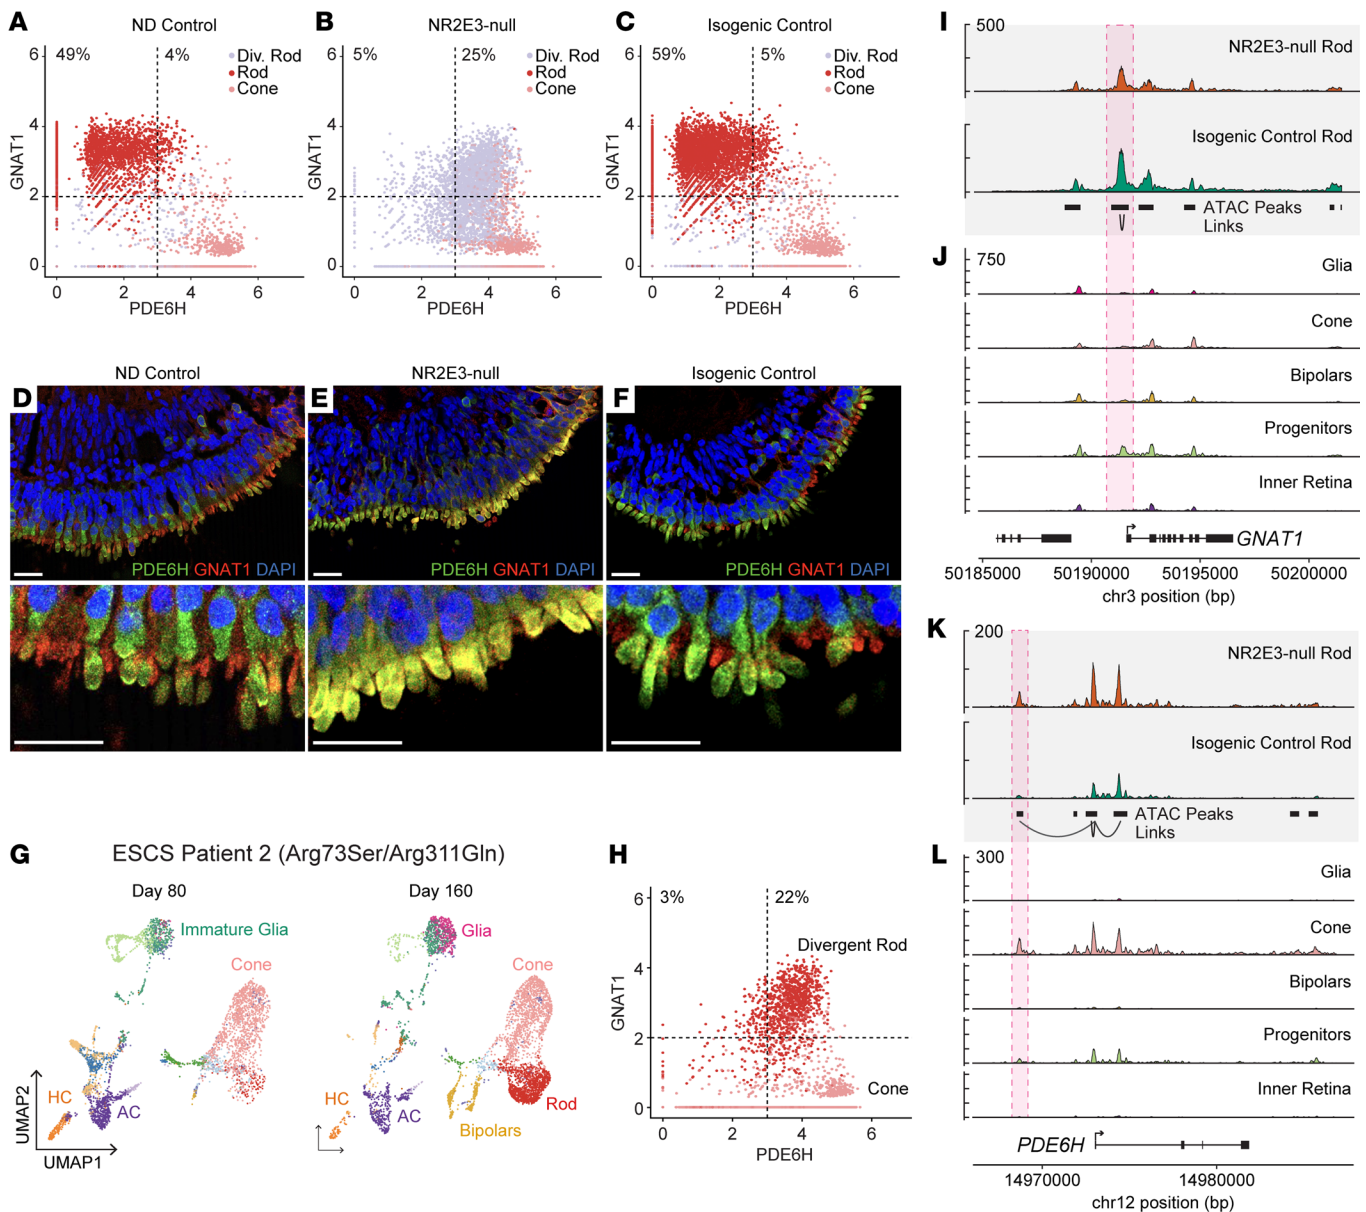 A
ND Control
49%
4%
Div. Rod
Rod
Cone
6
4
2
0
GNAT1
0
2
4
6
PDE6H
B
NR2E3-null
5%
25%
Div. Rod
Rod
Cone
6
4
2
0
GNAT1
0
2
4
6
PDE6H
C
Isogenic Control
59%
5%
Div. Rod
Rod
Cone
6
4
2
0
GNAT1
0
2
4
6
PDE6H
ND Control
D
PDE6H GNAT1 DAPI
NR2E3-null
E
PDE6H GNAT1 DAPI
Isogenic Control
F
PDE6H GNAT1 DAPI
G
ESCS Patient 2 (Arg73Ser/Arg311Gln)
Day 80
Immature Glia
Cone
HC
AC
UMAP2
UMAP1
Day 160
Glia
Cone
HC
AC
Bipolars
Rod
H
3%
22%
Divergent Rod
Cone
6
4
2
0
GNAT1
0
2
4
6
PDE6H
I
500
NR2E3-null Rod
Isogenic Control Rod
ATAC Peaks
Links
J
750
Glia
Cone
Bipolars
Progenitors
Inner Retina
GNAT1
50185000 50190000 50195000 50200000
chr3 position (bp)
K
200
NR2E3-null Rod
Isogenic Control Rod
ATAC Peaks
Links
L
300
Glia
Cone
Bipolars
Progenitors
Inner Retina
PDE6H
14970000 14980000
chr12 position (bp)